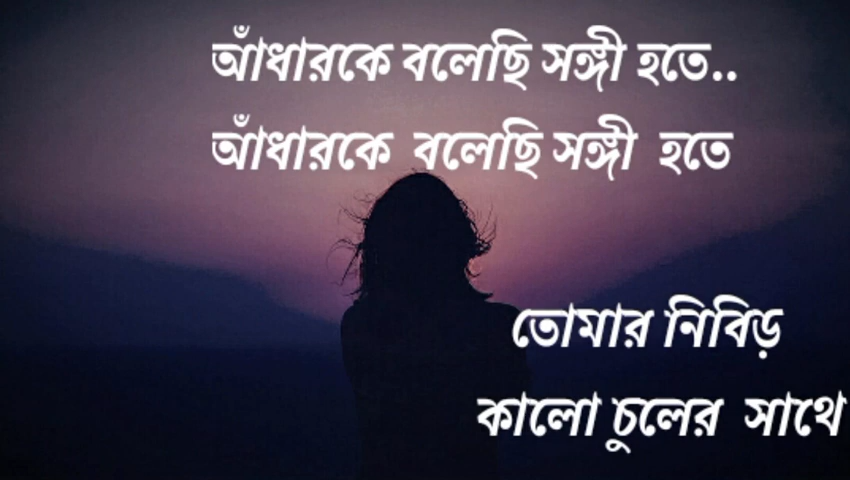 আঁধারকে বলেছি সঙ্গী হতে..
আঁধারকে বলেছি সঙ্গী হতে
তোমার নিবিড়
কালো চুলের সাথে